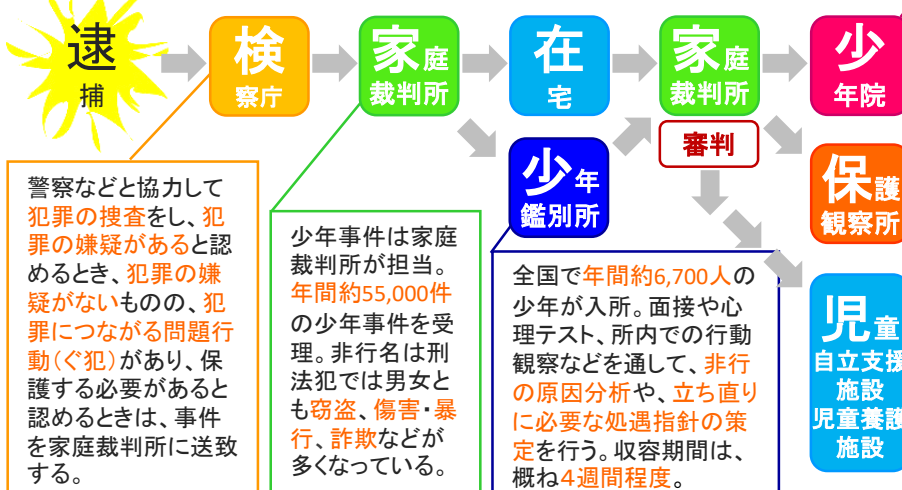 逮
捕
検
察庁
家庭
裁判所
在
宅
家庭
裁判所
少
年院
審判
少年
鑑別所
保護
観察所
児童
自立支援
施設
児童養護
施設
警察などと協力して
犯罪の捜査をし、犯
罪の嫌疑があると認
めるとき、犯罪の嫌
疑がないものの、犯
罪につながる問題行
動(ぐ犯)があり、保
護する必要があると
認めるときは、事件
を家庭裁判所に送致
する。
少年事件は家庭
裁判所が担当。
年間約55,000件
の少年事件を受
理。非行名は刑
法犯では男女と
も窃盗、傷害・暴
行、詐欺などが
多くなっている。
全国で年間約6,700人の
少年が入所。面接や心
理テスト、所内での行動
観察などを通して、非行
の原因分析や、立ち直り
に必要な処遇指針の策
定を行う。収容期間は、
概ね4週間程度。